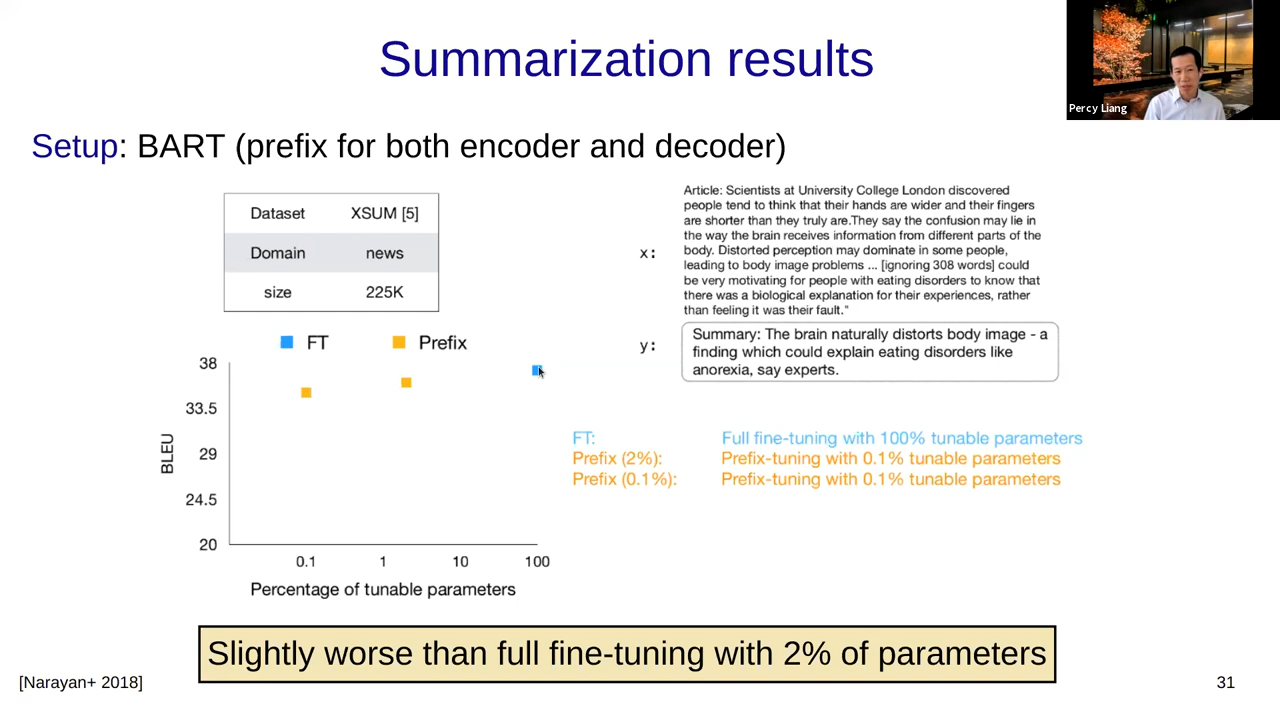 Summarization results
Percy Liang
Setup: BART (prefix for both encoder and decoder)
Dataset XSUM [5]
Domain news
size 225K
x:
Article: Scientists at University College London discovered
people tend to think that their hands are wider and their fingers
are shorter than they truly are.They say the confusion may lie in
the way the brain receives information from different parts of the
body. Distorted perception may dominate in some people,
leading to body image problems ... [ignoring 308 words] could
be very motivating for people with eating disorders to know that
there was a biological explanation for their experiences, rather
than feeling it was their fault."
y:
Summary: The brain naturally distorts body image - a
finding which could explain eating disorders like
anorexia, say experts.
FT Prefix
38
33.5
29
24.5
20
BLEU
0.1 1 10 100
Percentage of tunable parameters
FT: Full fine-tuning with 100% tunable parameters
Prefix (2%): Prefix-tuning with 0.1% tunable parameters
Prefix (0.1%): Prefix-tuning with 0.1% tunable parameters
Slightly worse than full fine-tuning with 2% of parameters
[Narayan+ 2018]
31